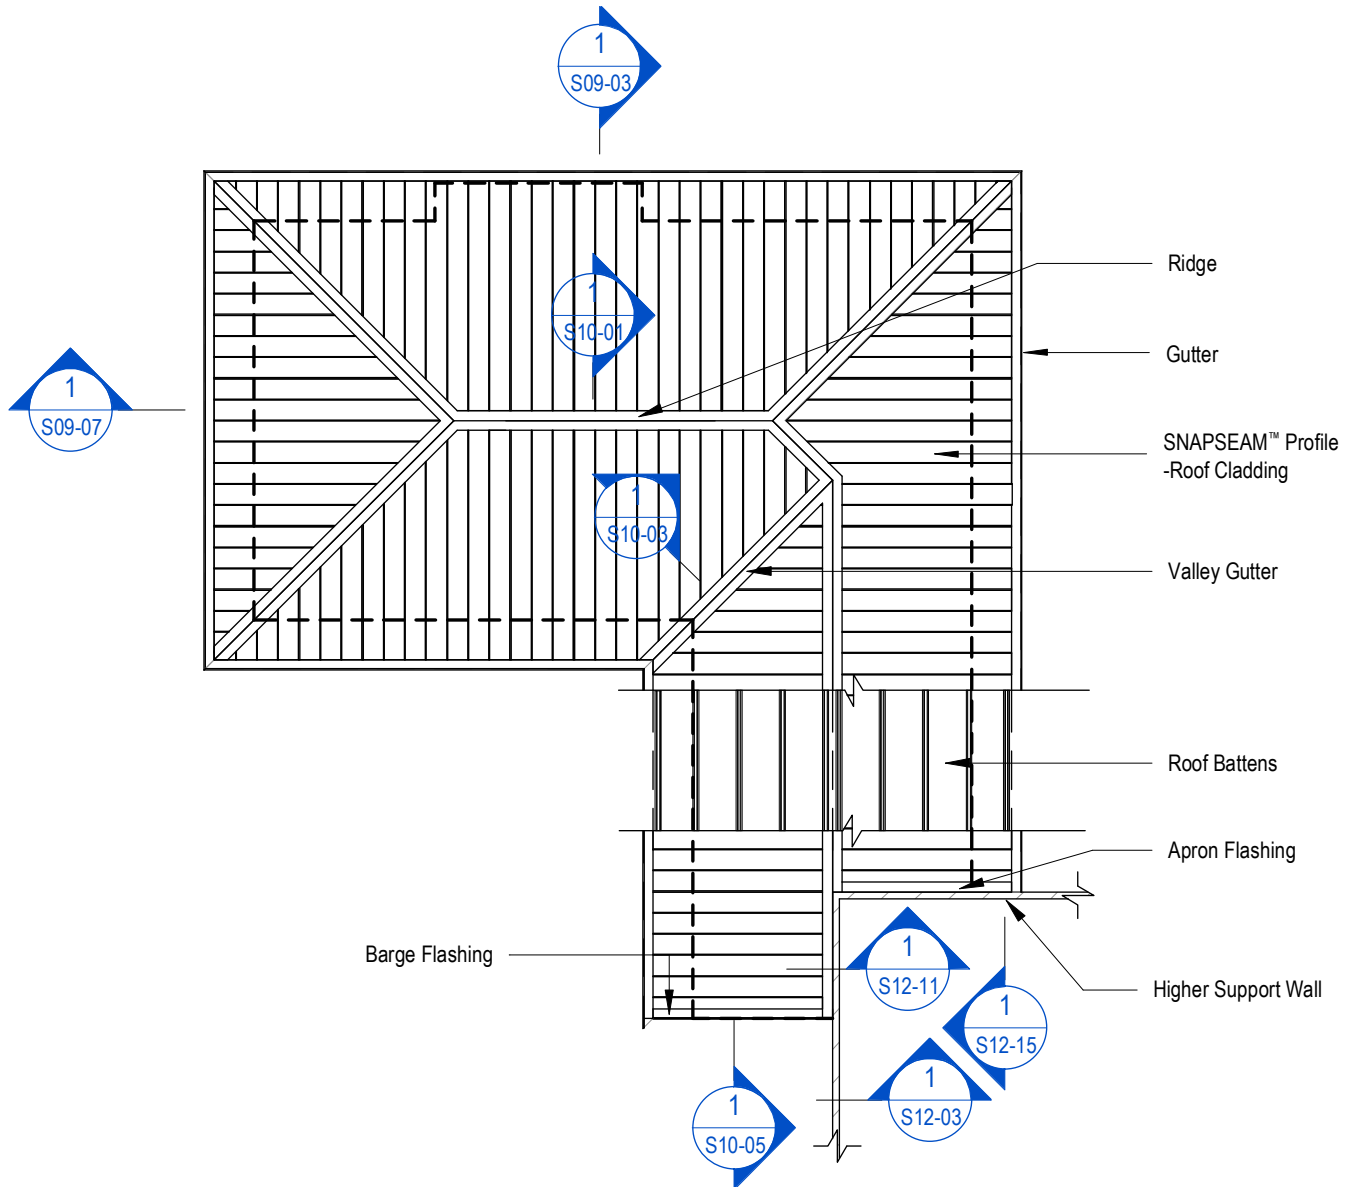 1
S09-03
Ridge
1
S10-01
Gutter
1
S09-07
SNAPSEAM™ Profile
-Roof Cladding
1
S10-03
Valley Gutter
Roof Battens
Apron Flashing
Barge Flashing
1
S12-11
Higher Support Wall
1
S12-15
1
S12-03
1
S10-05